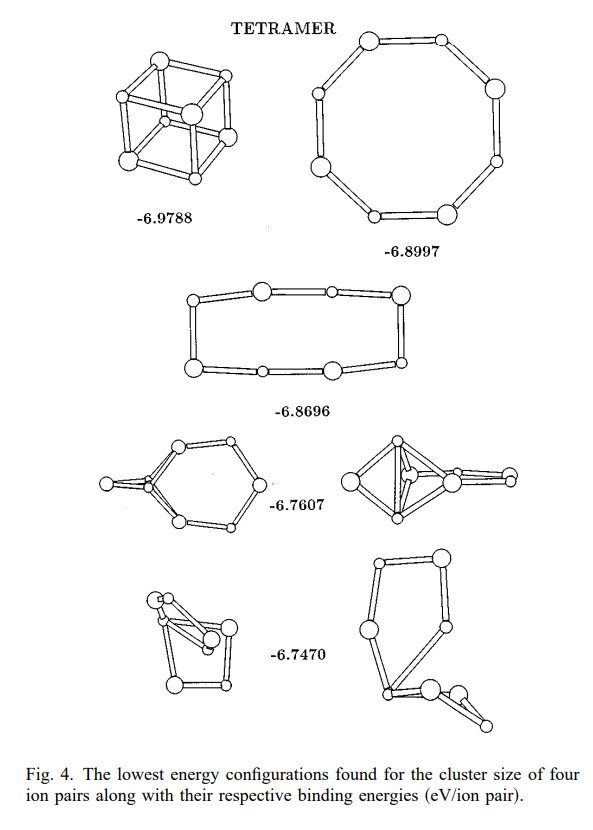 TETRAMER
-6.9788
-6.8997
-6.8696
-6.7607
-6.7470
Fig. 4. The lowest energy configurations found for the cluster size of four
ion pairs along with their respective binding energies (eV/ion pair).